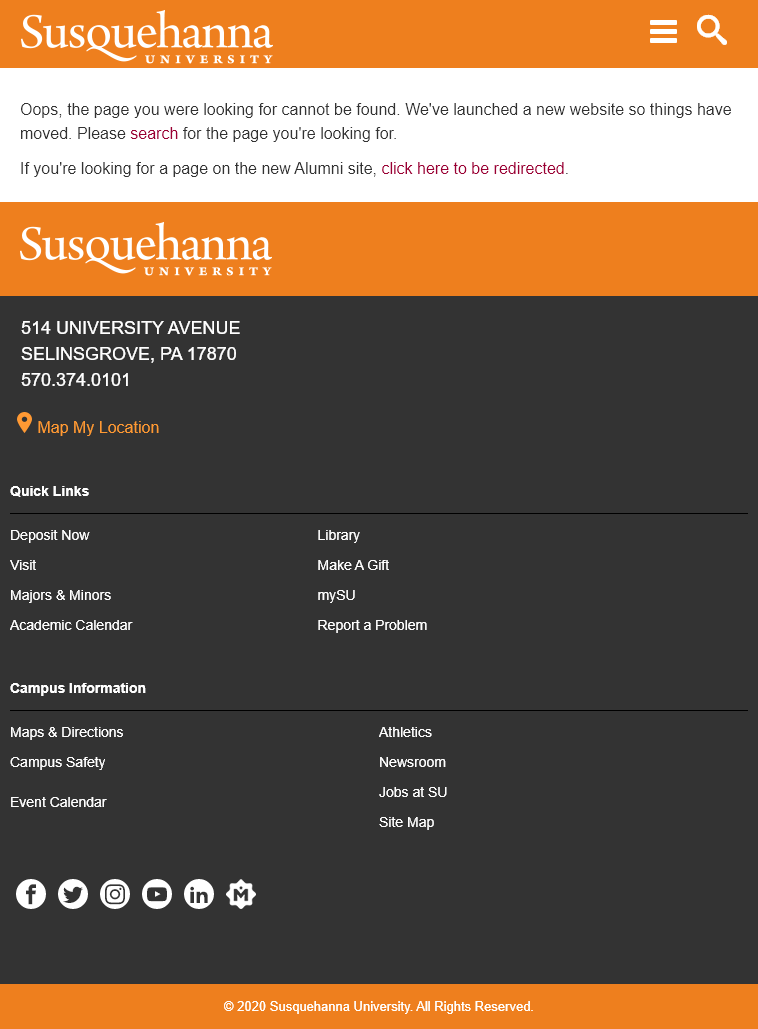 Susquehanna
UNIVERSITY
Oops, the page you were looking for cannot be found. We've launched a new website so things have
moved. Please search for the page you're looking for.
If you're looking for a page on the new Alumni site, click here to be redirected.
Susquehanna
UNIVERSITY
514 UNIVERSITY AVENUE
SELINSGROVE, PA 17870
570.374.0101
Map My Location
Quick Links
Deposit Now
Visit
Majors & Minors
Academic Calendar
Library
Make A Gift
mySU
Report a Problem
Campus Information
Maps & Directions
Campus Safety
Event Calendar
Athletics
Newsroom
Jobs at SU
Site Map
© 2020 Susquehanna University. All Rights Reserved.